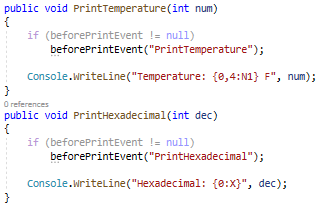 public void PrintTemperature(int num)
{
if (beforePrintEvent != null)
beforePrintEvent("PrintTemperature");
Console.WriteLine("Temperature: {0,4:N1} F", num);
}
0 references
public void PrintHexadecimal(int dec)
{
if (beforePrintEvent != null)
beforePrintEvent("PrintHexadecimal");
Console.WriteLine("Hexadecimal: {0:X}", dec);
}